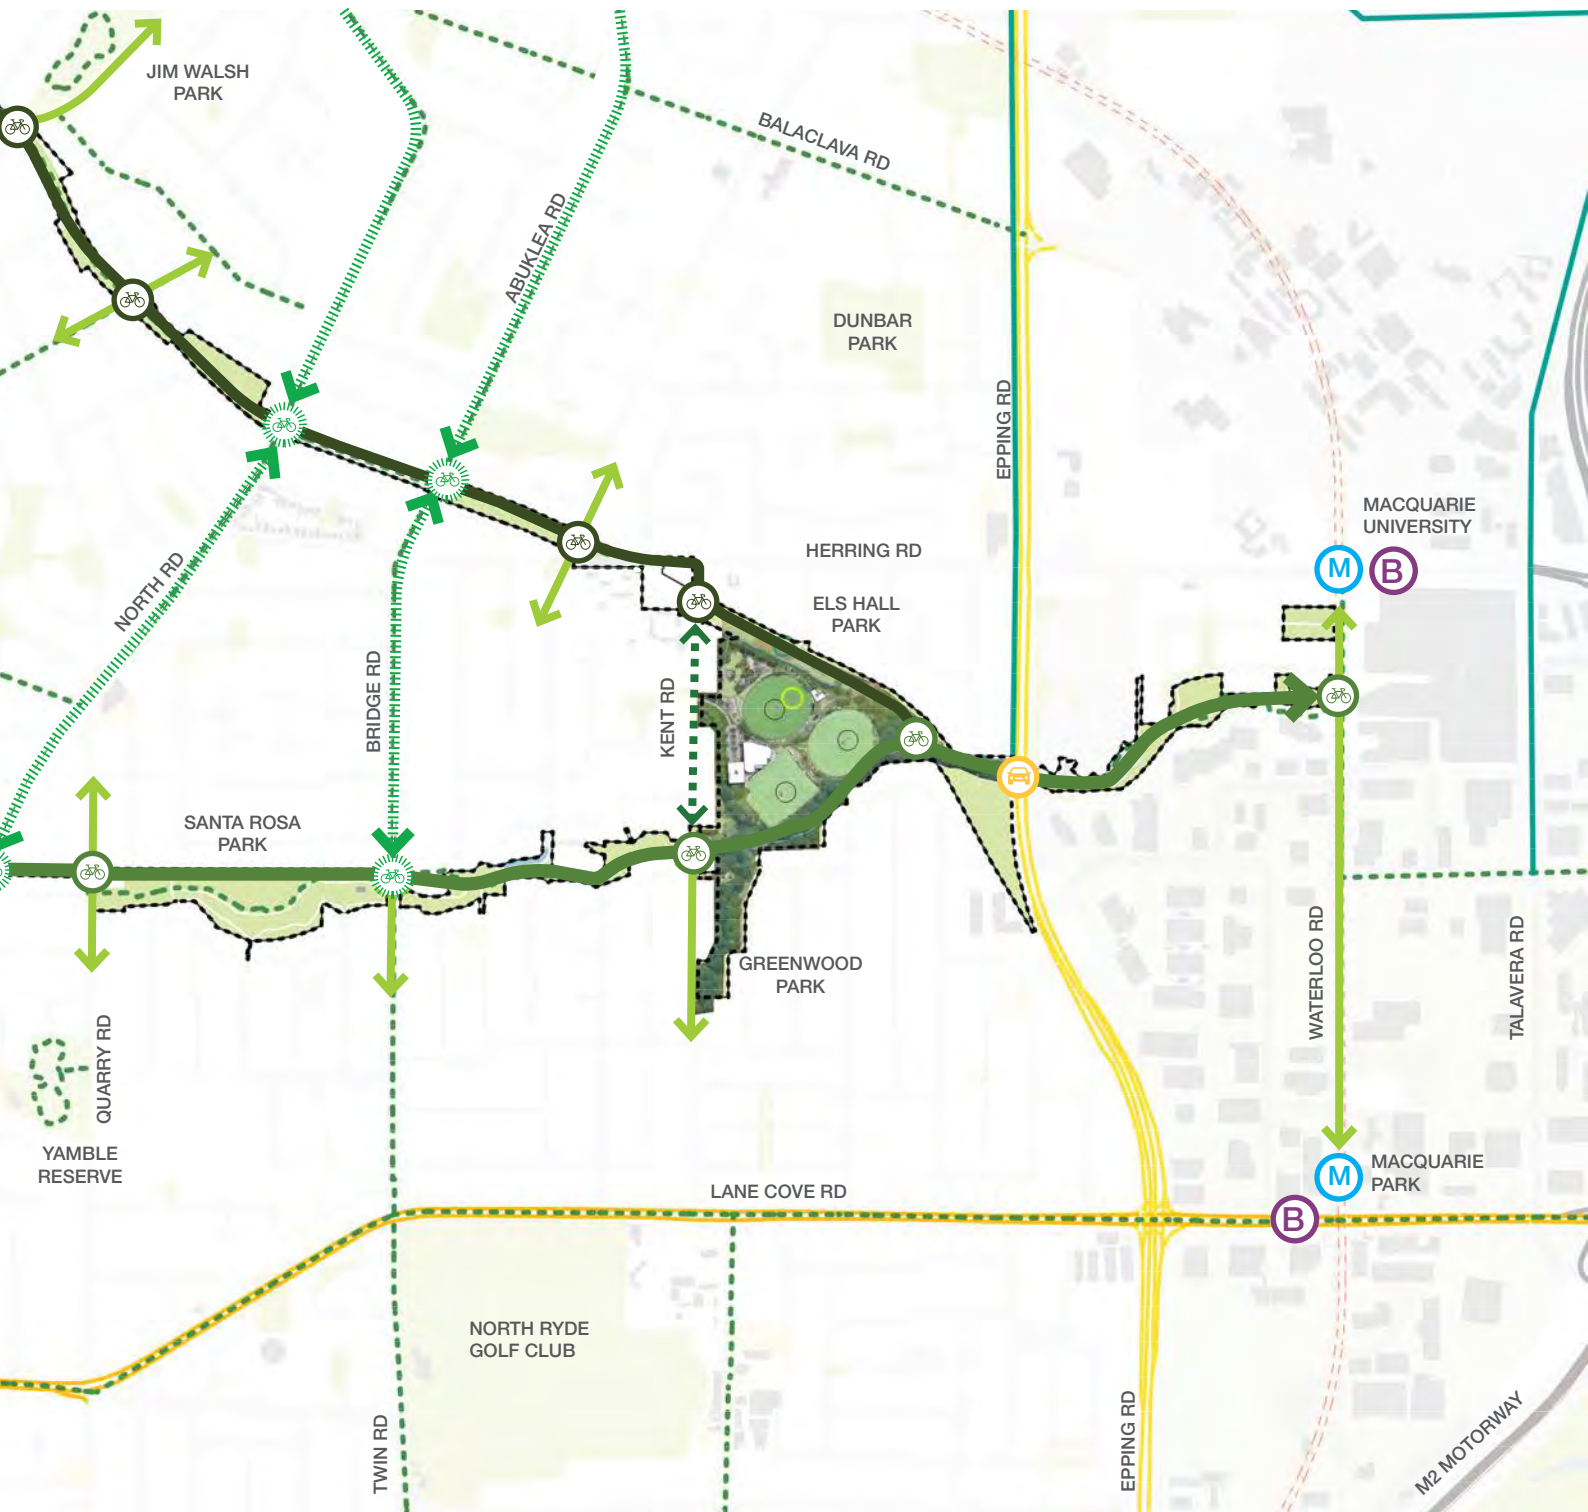 JIM WALSH
PARK
BALACLAVA RD
ABUKLEA RD
DUNBAR
PARK
EPPING RD
MACQUARIE
UNIVERSITY
M
B
HERRING RD
ELS HALL
PARK
NORTH RD
BRIDGE RD
KENT RD
SANTA ROSA
PARK
GREENWOOD
PARK
WATERLOO RD
TALAVERA RD
QUARRY RD
YAMBLE
RESERVE
MACQUARIE
PARK
M
LANE COVE RD
B
NORTH RYDE
GOLF CLUB
TWIN RD
EPPING RD
M2 MOTORWAY